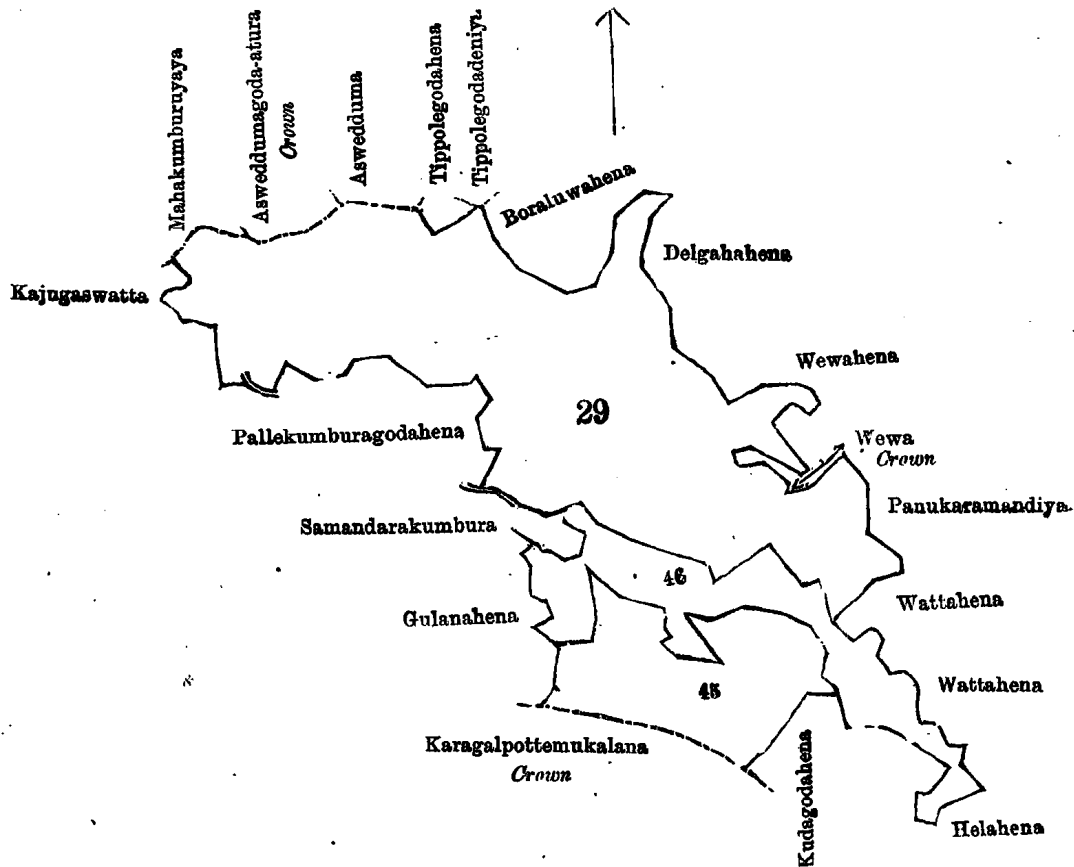 Mahakumburuyaya
Asweddumagoda-atura
Crown
Aswedduma
Tippolegodahena
Tippolegodadeniya
Boraluwahena
Delgahahena
Kajugaswatta
Wewahena
29
Pallekumburagodahena
Wewa
Crown
Panukaramandiya
Samandarakumbura
46
Wattahena
Gulanahena
45
Wattahena
Karagalpottemukalana
Crown
Kudagodahena
Helahena